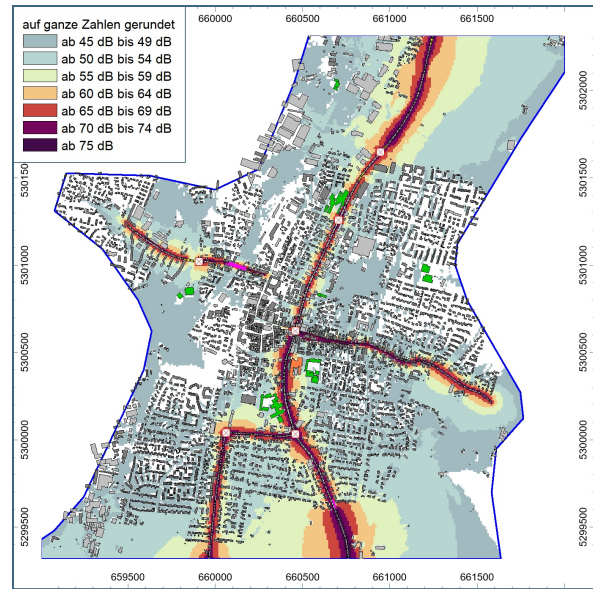 660000 660500 661000 661500
auf ganze Zahlen gerundet
ab 45 dB bis 49 dB
ab 50 dB bis 54 dB
ab 55 dB bis 59 dB
ab 60 dB bis 64 dB
ab 65 dB bis 69 dB
ab 70 dB bis 74 dB
ab 75 dB
5302000
5301500
5301500
5301000
5301000
5300500
5300500
5300000
5300000
5299500
5299500
659500 660000 660500 661000 661500